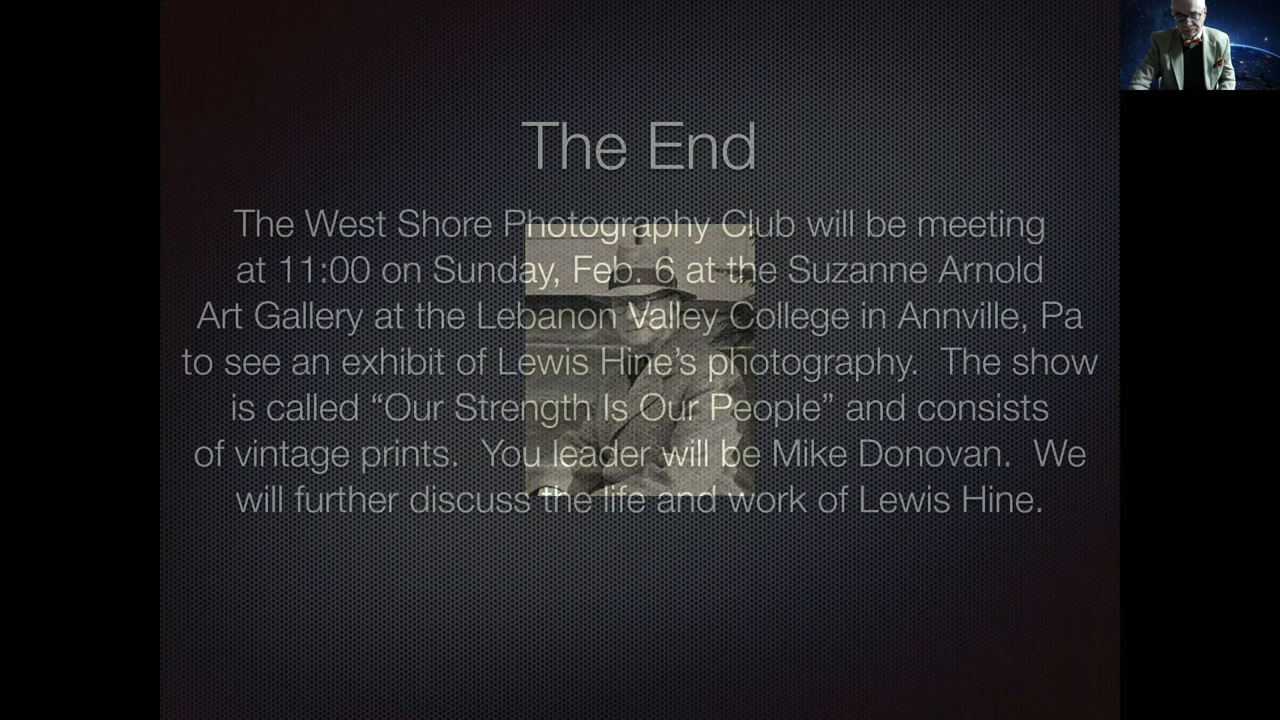 The End
The West Shore Photography Club will be meeting
at 11:00 on Sunday, Feb. 6 at the Suzanne Arnold
Art Gallery at the Lebanon Valley College in Annville, Pa
to see an exhibit of Lewis Hine’s photography.  The show
is called “Our Strength Is Our People” and consists
of vintage prints.  You leader will be Mike Donovan.  We
will further discuss the life and work of Lewis Hine.